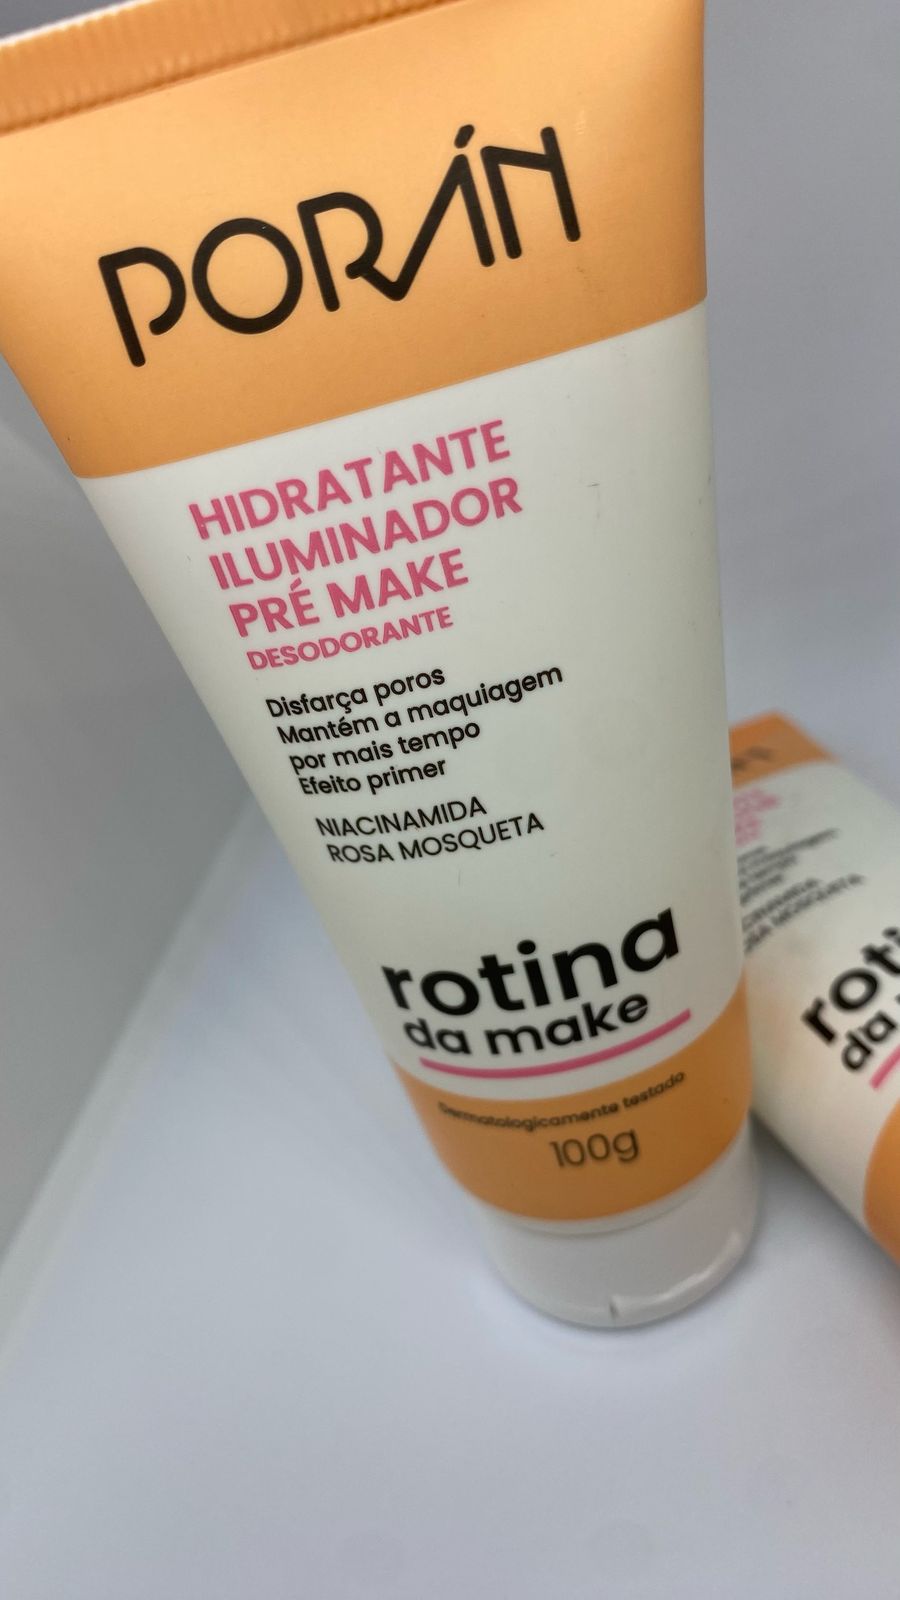 PORÁN
HIDRATANTE
ILUMINADOR
PRÉ MAKE
DESODORANTE
Disfarça poros
Mantém a maquiagem
por mais tempo
Efeito primer
NIACINAMIDA
ROSA MOSQUETA
rotina
da make
Dermatologicamente testado
100g
roti
da